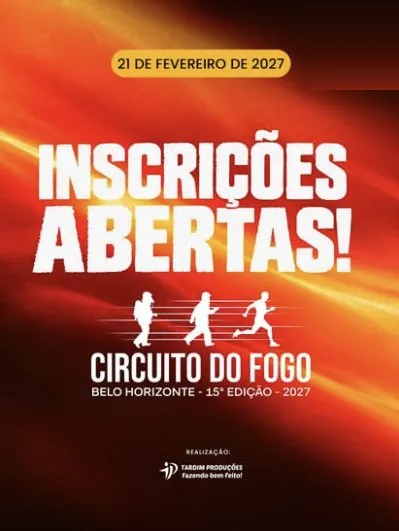 21 DE FEVEREIRO DE 2027
INSCRIÇÕES
ABERTAS!
CIRCUITO DO FOGO
BELO HORIZONTE - 15ª EDIÇÃO - 2027
REALIZAÇÃO:
TARDIM PRODUÇÕES
Fazendo bem Feito!